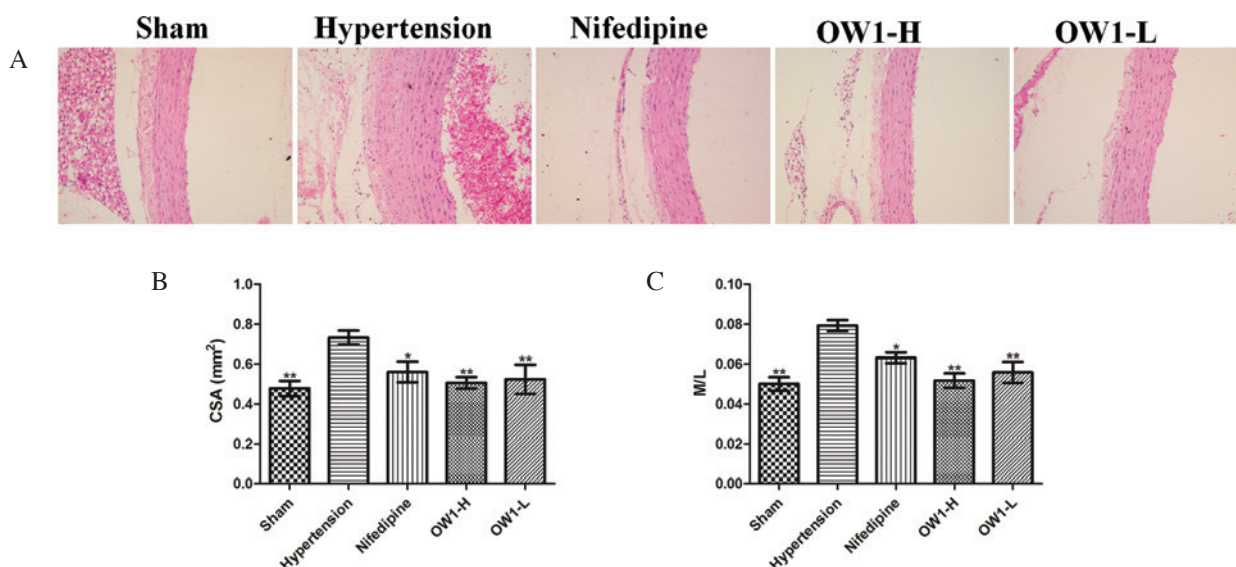 Sham Hypertension Nifedipine OW1-H OW1-L
A
B C
1.0
0.8
0.6
0.4
0.2
0.0
CSA (mm²)
** * ** **
Sham
Hypertension
Nifedipine
OW1-H
OW1-L
0.10
0.08
0.06
0.04
0.02
0.00
M/L
** * ** **
Sham
Hypertension
Nifedipine
OW1-H
OW1-L